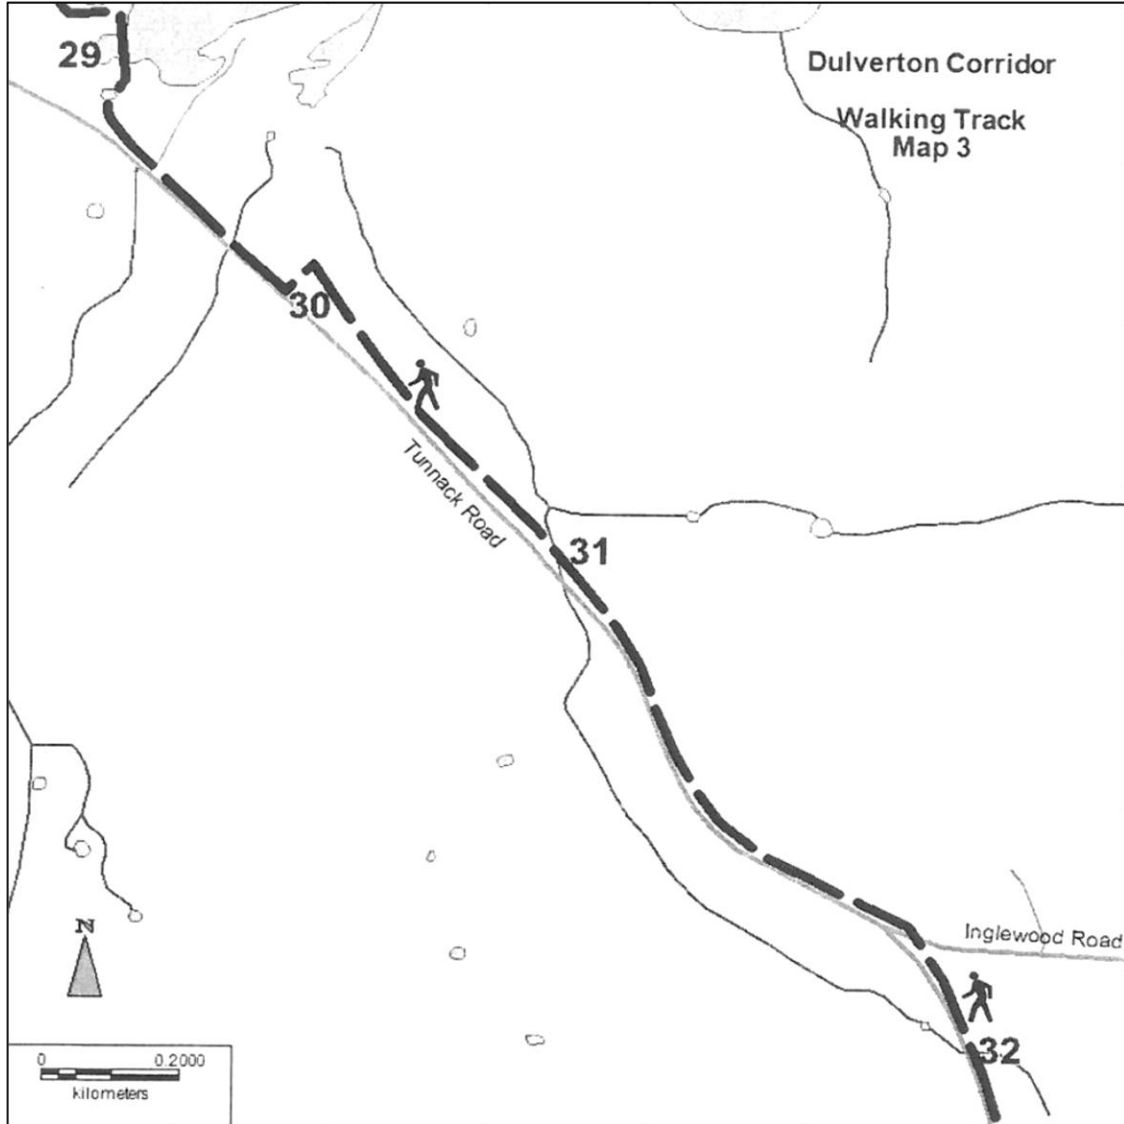 29
Dulverton Corridor
Walking Track
Map 3
30
Tunnack Road
31
Inglewood Road
N
32
0 0.2000
kilometers